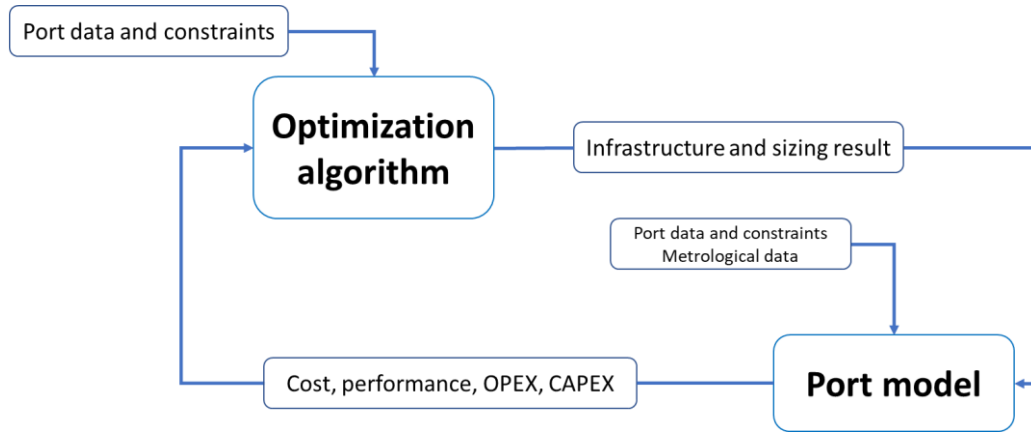 Port data and constraints
Optimization
algorithm
Infrastructure and sizing result
Port data and constraints
Metrological data
Cost, performance, OPEX, CAPEX
Port model